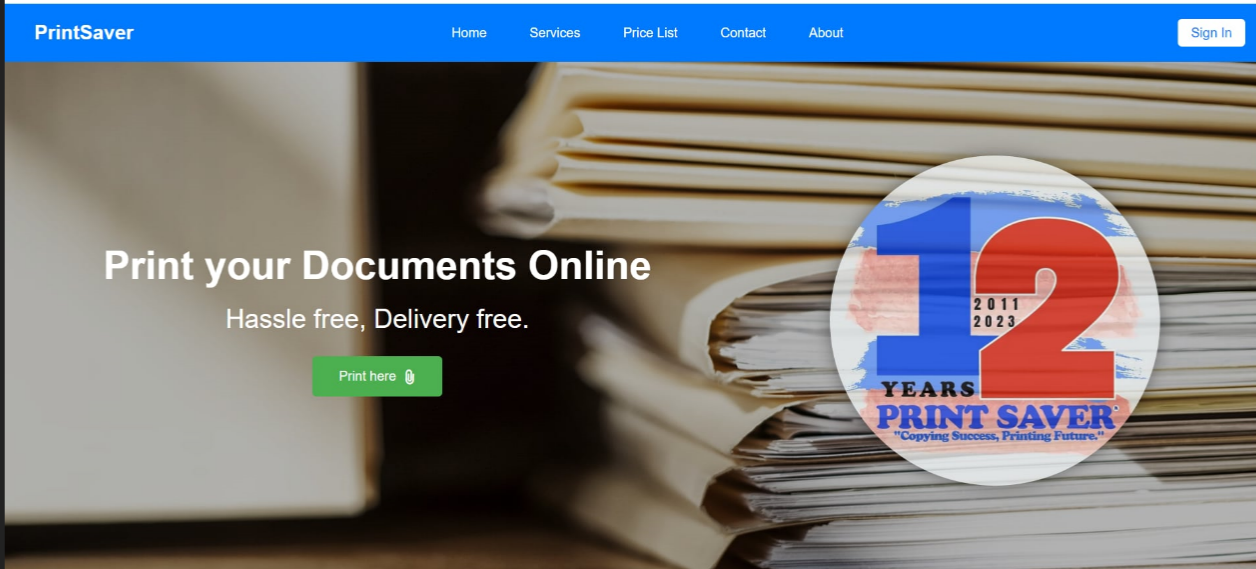 PrintSaver
Home
Services
Price List
Contact
About
Sign In
Print your Documents Online
Hassle free, Delivery free.
Print here
12
2011
2023
YEARS
PRINT SAVER
"Copying Success, Printing Future."